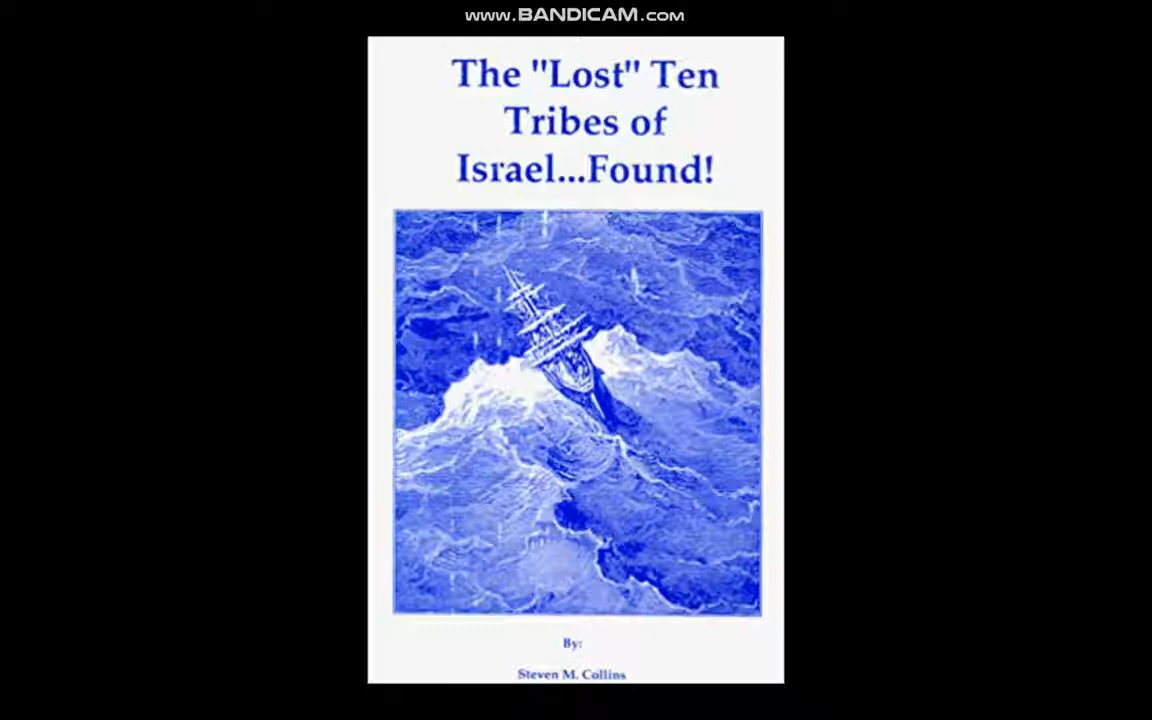 www.BANDICAM.com
The "Lost" Ten
Tribes of
Israel...Found!
By:
Steven M. Collins